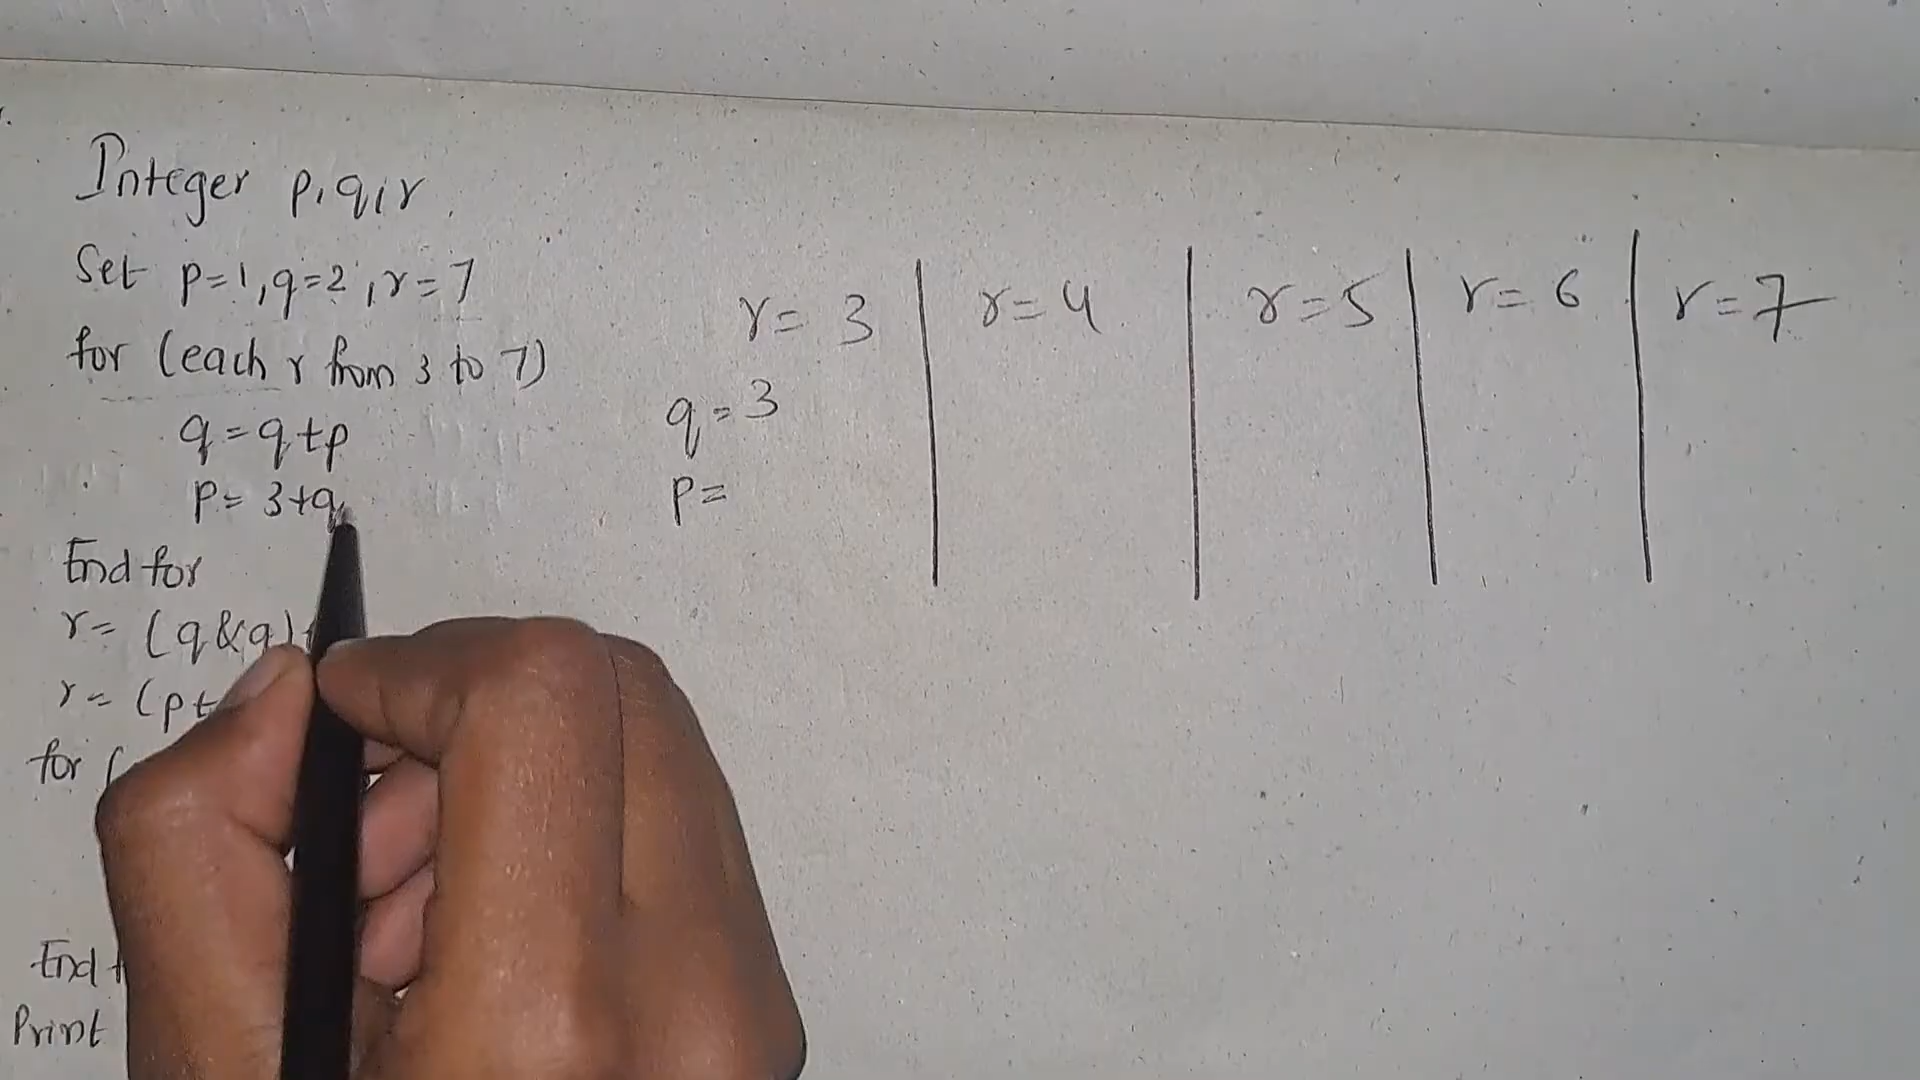 Integer p,q,r
Set p=1,q=2,r=7
for (each r from 3 to 7)
q=q+p
p=3+q
End for
r= (q&q)
r= (p+
for (
End
Print
r=3
q=3
p=
r=4
r=5
r=6
r=7